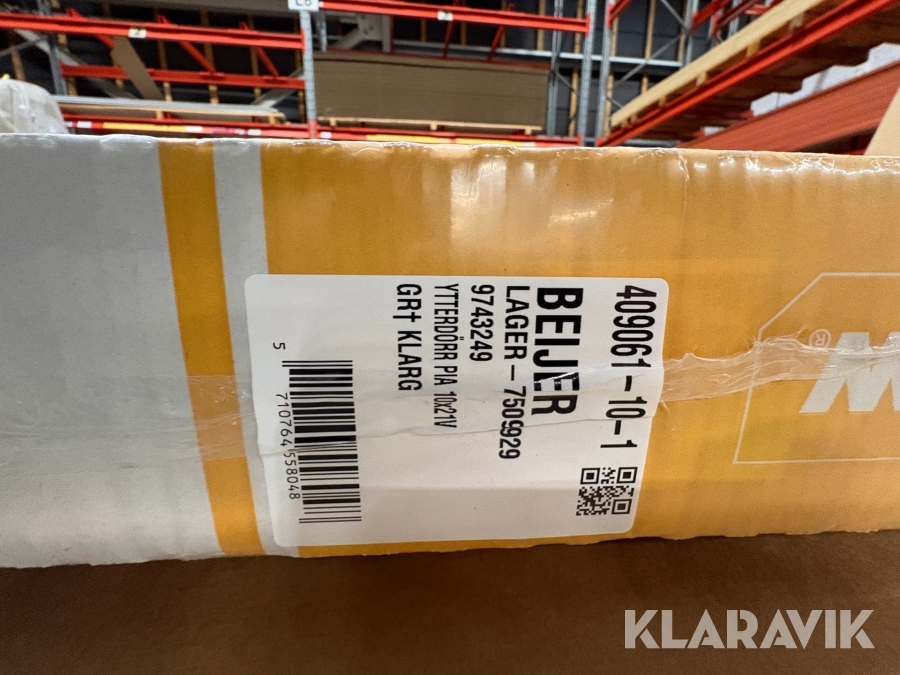 409061-10-1
BEIJER
LAGER-7509929
9743249
YTTERDÖRR PIA 10x21V
GR† KLARG
5 710764 558048
W®
KLARAVIK